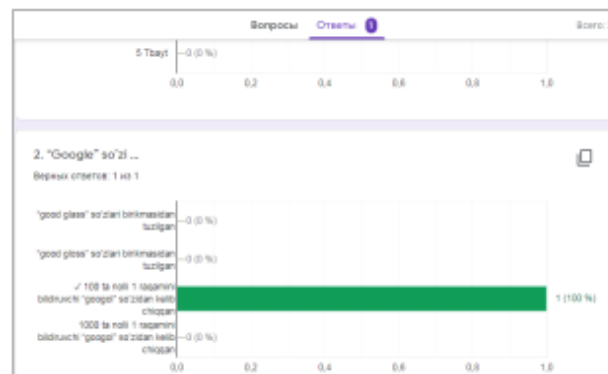 Вопросы Ответы 1 Всего:
5 Tbayt 0 (0 %)
0,0 0,2 0,4 0,6 0,8 1,0
2. "Google" so'zi ...
Верных ответов: 1 из 1
"good glass" so'zlari birikmasidan 0 (0 %)
tuzilgan
"good gloss" so'zlari birikmasidan 0 (0 %)
tuzilgan
✓ 100 ta nolli 1 raqamini
bildiruvchi "googol" so'zidan kelib 1 (100 %)
chiqqan
1000 ta nolli 1 raqamini
bildiruvchi "googol" so'zidan kelib 0 (0 %)
chiqqan
0,0 0,2 0,4 0,6 0,8 1,0